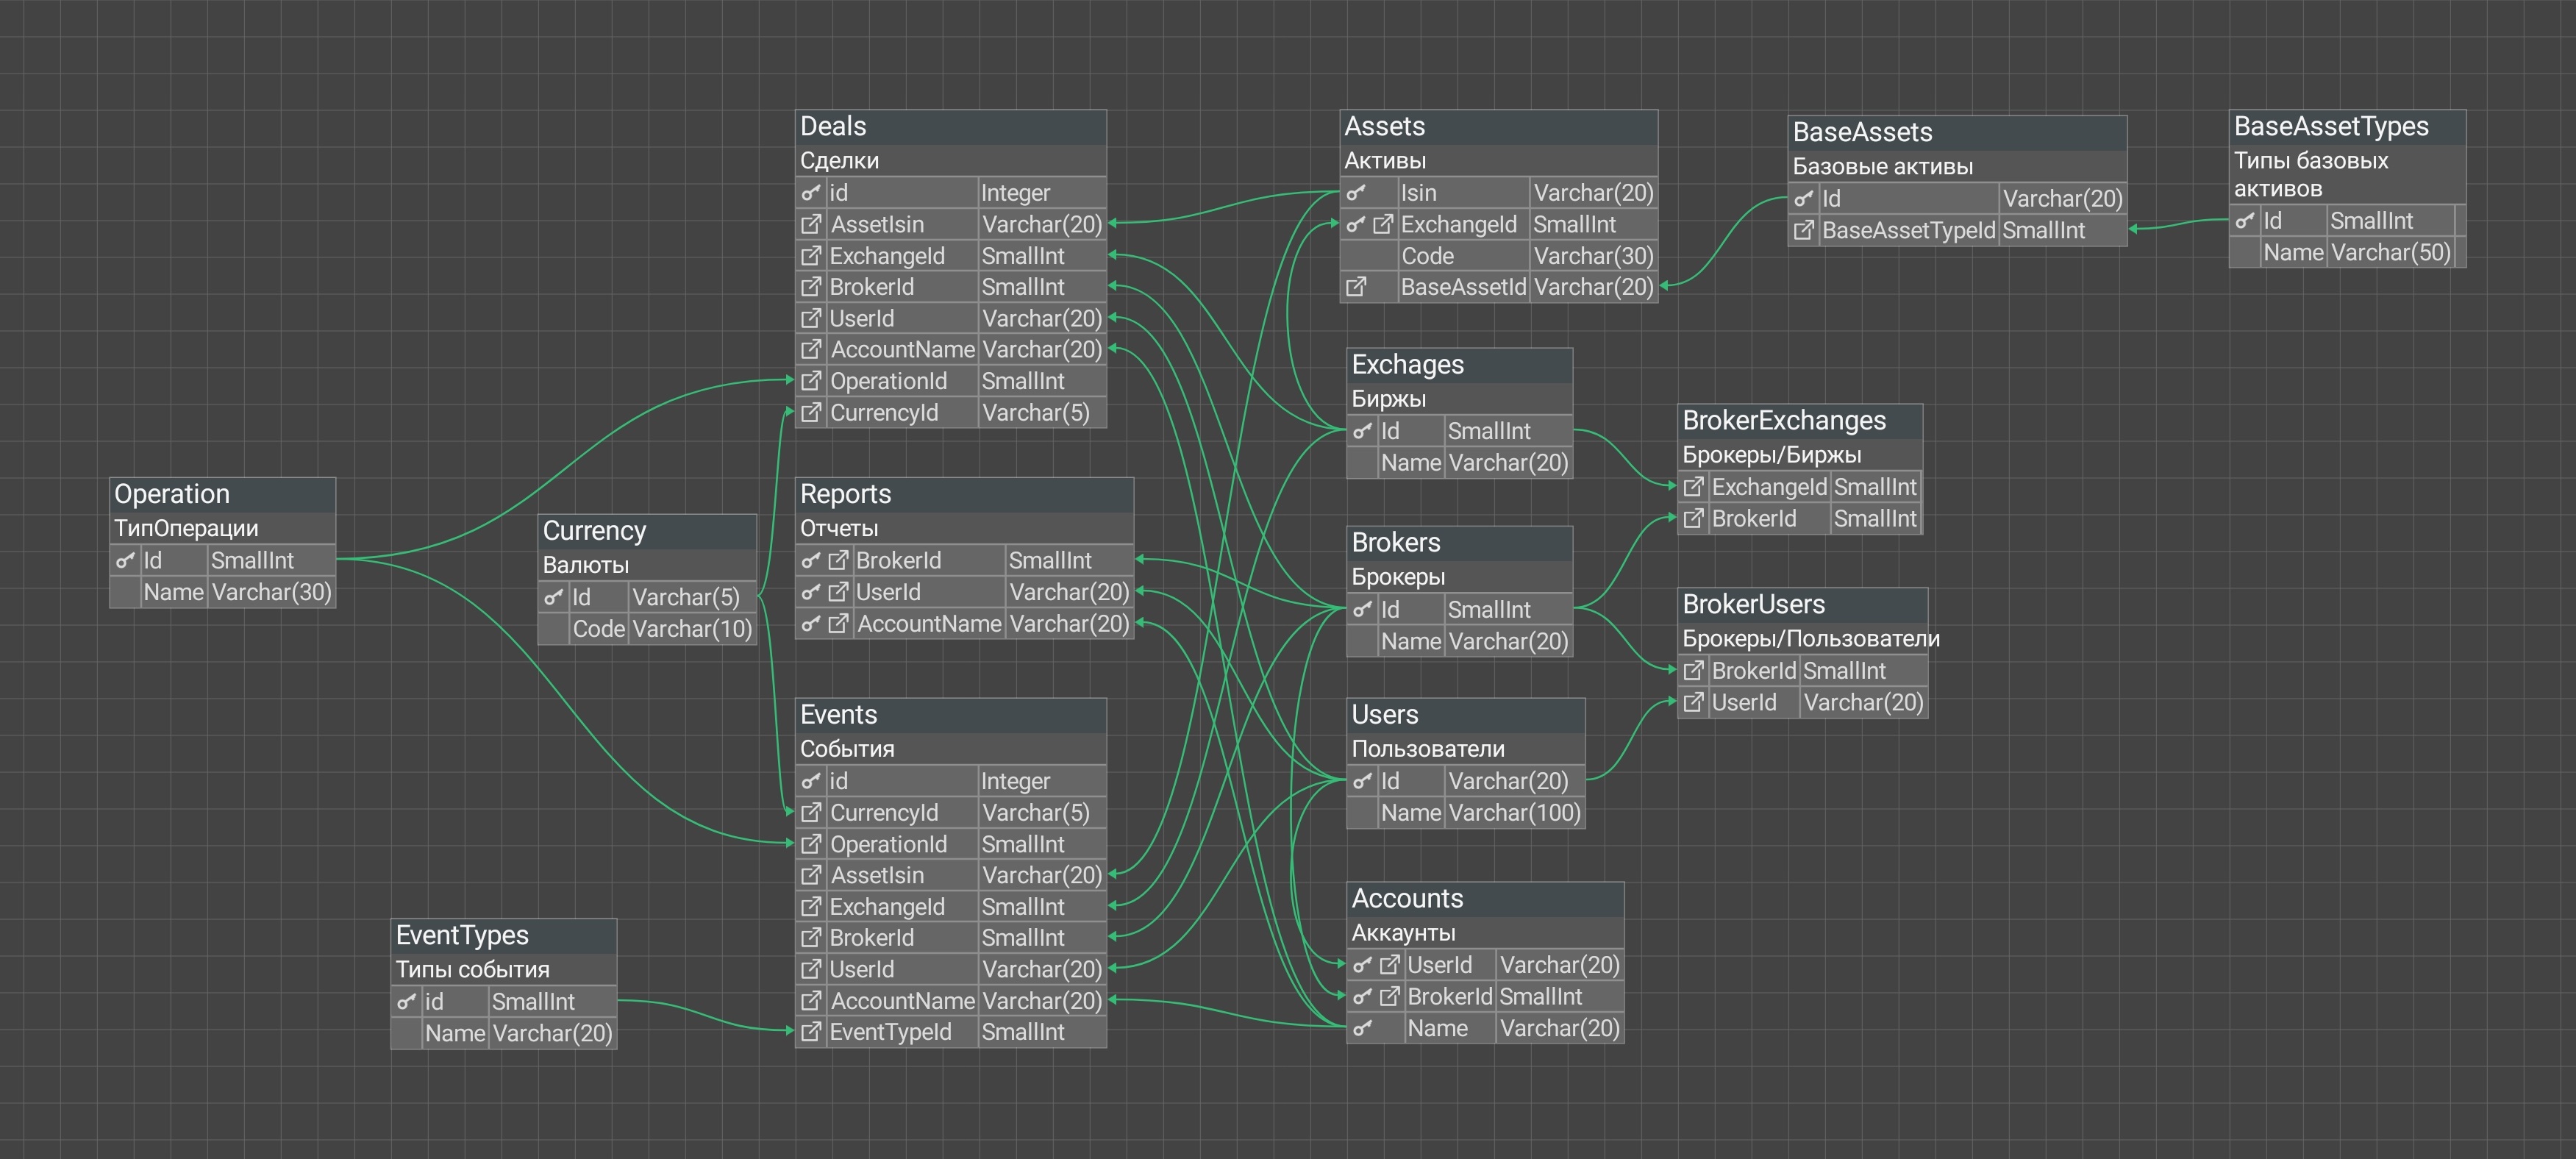 Deals
Сделки
id Integer
AssetIsin Varchar(20)
ExchangeId SmallInt
BrokerId SmallInt
UserId Varchar(20)
AccountName Varchar(20)
OperationId SmallInt
CurrencyId Varchar(5)
Assets
Активы
Isin Varchar(20)
ExchangeId SmallInt
Code Varchar(30)
BaseAssetId Varchar(20)
BaseAssets
Базовые активы
Id Varchar(20)
BaseAssetTypeId SmallInt
BaseAssetTypes
Типы базовых
активов
Id SmallInt
Name Varchar(50)
Exchages
Биржы
Id SmallInt
Name Varchar(20)
BrokerExchanges
Брокеры/Биржы
ExchangeId SmallInt
BrokerId SmallInt
Operation
ТипОперации
Id SmallInt
Name Varchar(30)
Currency
Валюты
Id Varchar(5)
Code Varchar(10)
Reports
Отчеты
BrokerId SmallInt
UserId Varchar(20)
AccountName Varchar(20)
Brokers
Брокеры
Id SmallInt
Name Varchar(20)
BrokerUsers
Брокеры/Пользователи
BrokerId SmallInt
UserId Varchar(20)
Events
События
id Integer
CurrencyId Varchar(5)
OperationId SmallInt
AssetIsin Varchar(20)
ExchangeId SmallInt
BrokerId SmallInt
UserId Varchar(20)
AccountName Varchar(20)
EventTypeId SmallInt
Users
Пользователи
Id Varchar(20)
Name Varchar(100)
Accounts
Аккаунты
UserId Varchar(20)
BrokerId SmallInt
Name Varchar(20)
EventTypes
Типы события
id SmallInt
Name Varchar(20)